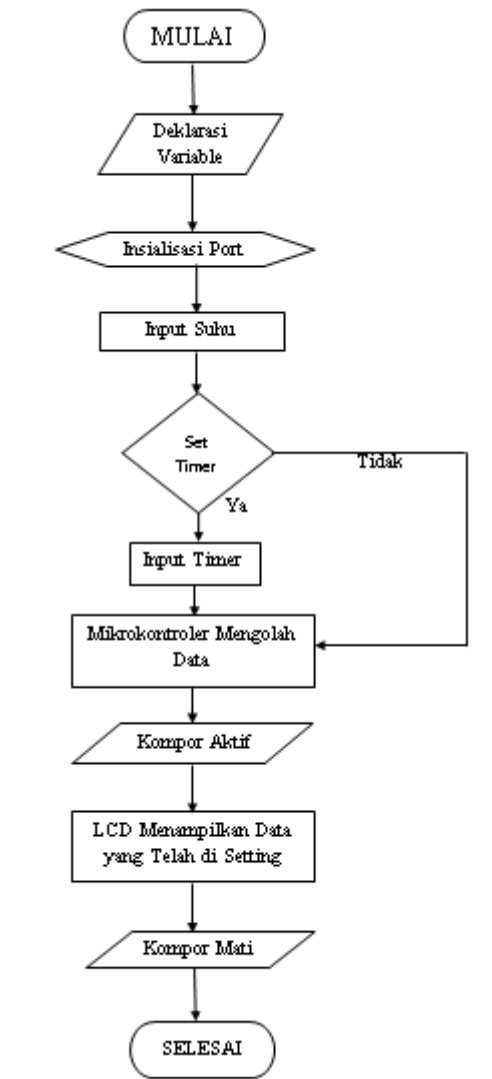 MULAI
Deklarasi
Variable
Insialisasi Port
Input Suhu
Set
Timer
Tidak
Ya
Input Timer
Mikrokontroler Mengolah
Data
Kompor Aktif
LCD Menampilkan Data
yang Telah di Setting
Kompor Mati
SELESAI